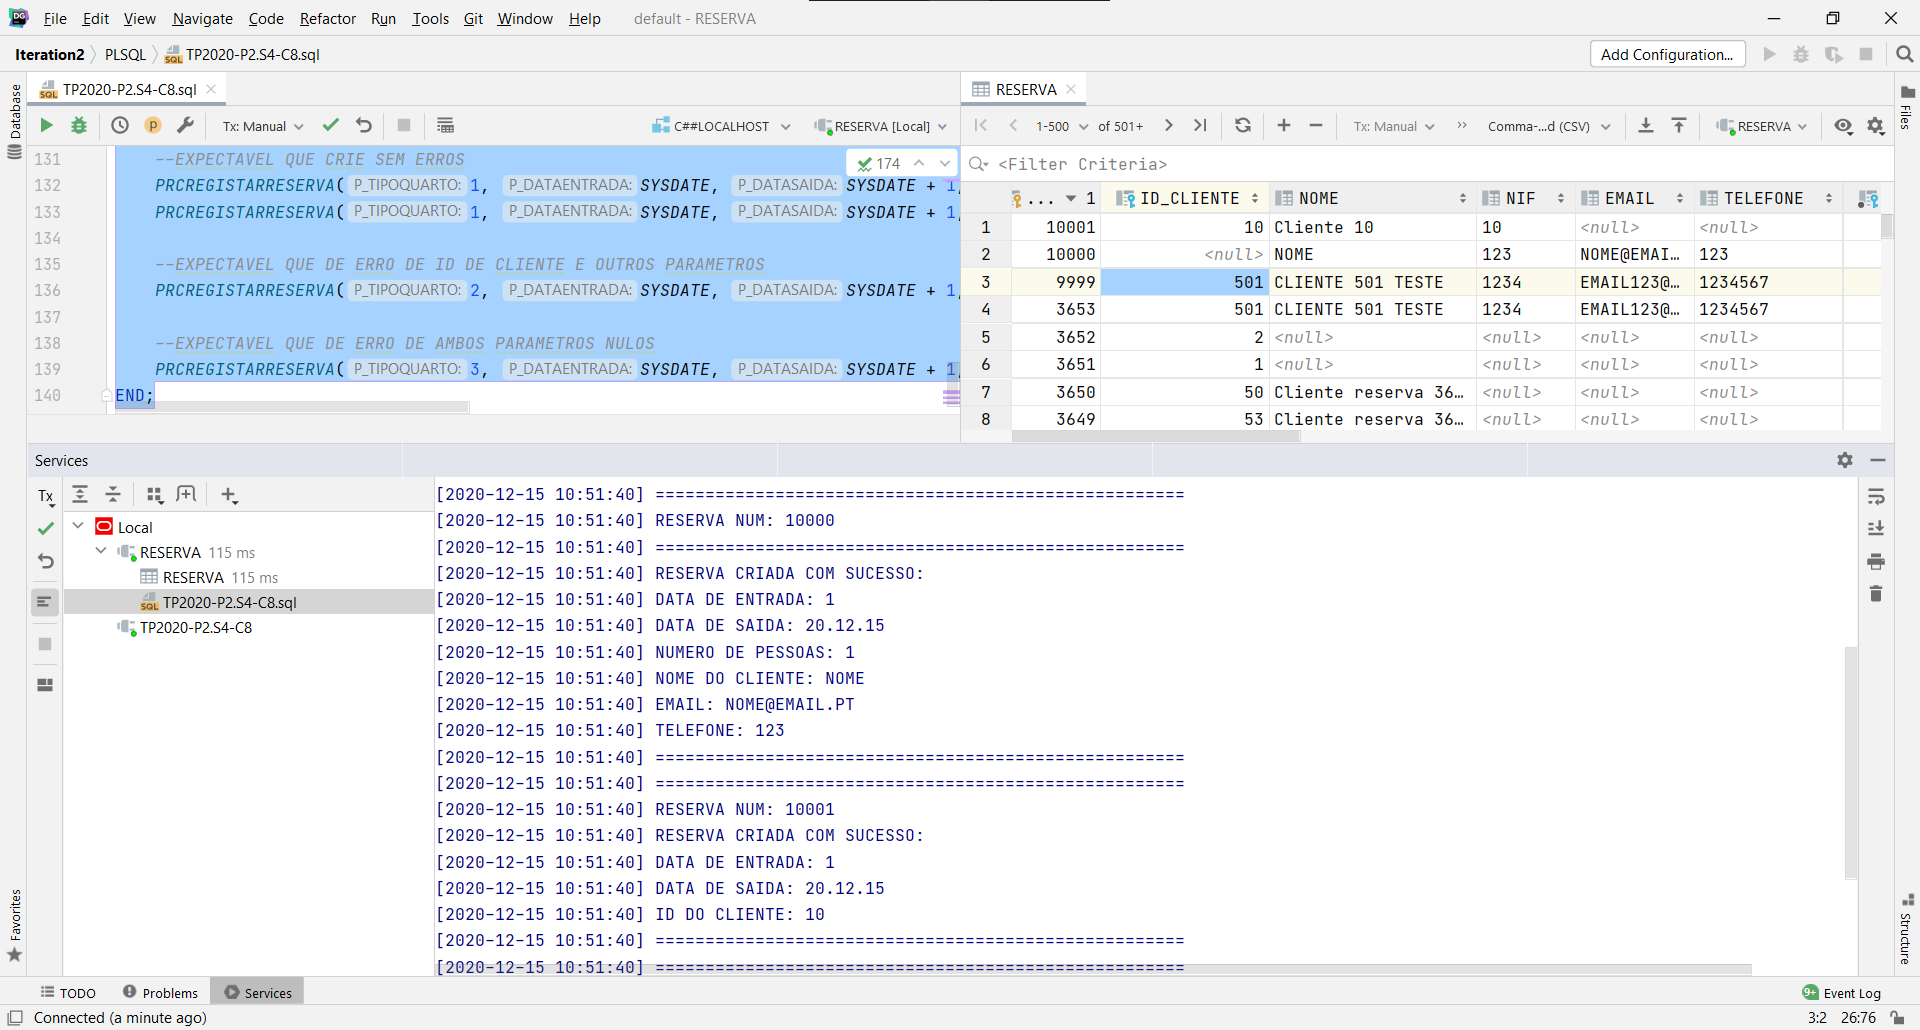 File Edit View Navigate Code Refactor Run Tools Git Window Help default - RESERVA
Iteration2 PLSQL TP2020-P2.S4-C8.sql Add Configuration...
TP2020-P2.S4-C8.sql
Tx: Manual C##LOCALHOST RESERVA [Local]
174
131 --EXPECTAVEL QUE CRIE SEM ERROS
132 PRCREGISTARRESERVA( P_TIPOQUARTO: 1, P_DATAENTRADA: SYSDATE, P_DATASAIDA: SYSDATE + 1,
133 PRCREGISTARRESERVA( P_TIPOQUARTO: 1, P_DATAENTRADA: SYSDATE, P_DATASAIDA: SYSDATE + 1,
134
135 --EXPECTAVEL QUE DE ERRO DE ID DE CLIENTE E OUTROS PARAMETROS
136 PRCREGISTARRESERVA( P_TIPOQUARTO: 2, P_DATAENTRADA: SYSDATE, P_DATASAIDA: SYSDATE + 1,
137
138 --EXPECTAVEL QUE DE ERRO DE AMBOS PARAMETROS NULOS
139 PRCREGISTARRESERVA( P_TIPOQUARTO: 3, P_DATAENTRADA: SYSDATE, P_DATASAIDA: SYSDATE + 1,
140 END;
RESERVA
1-500 of 501+ Tx: Manual Comma-...d (CSV) RESERVA
<Filter Criteria>
... 1 ID_CLIENTE NOME NIF EMAIL TELEFONE
1 10001 10 Cliente 10 10 <null> <null>
2 10000 <null> NOME 123 NOME@EMAI... 123
3 9999 501 CLIENTE 501 TESTE 1234 EMAIL123@... 1234567
4 3653 501 CLIENTE 501 TESTE 1234 EMAIL123@... 1234567
5 3652 2 <null> <null> <null> <null>
6 3651 1 <null> <null> <null> <null>
7 3650 50 Cliente reserva 36... <null> <null> <null>
8 3649 53 Cliente reserva 36... <null> <null> <null>
Database
Files
Services
Tx
Local
RESERVA 115 ms
RESERVA 115 ms
TP2020-P2.S4-C8.sql
TP2020-P2.S4-C8
[2020-12-15 10:51:40] =====================================================
[2020-12-15 10:51:40] RESERVA NUM: 10000
[2020-12-15 10:51:40] =====================================================
[2020-12-15 10:51:40] RESERVA CRIADA COM SUCESSO:
[2020-12-15 10:51:40] DATA DE ENTRADA: 1
[2020-12-15 10:51:40] DATA DE SAIDA: 20.12.15
[2020-12-15 10:51:40] NUMERO DE PESSOAS: 1
[2020-12-15 10:51:40] NOME DO CLIENTE: NOME
[2020-12-15 10:51:40] EMAIL: NOME@EMAIL.PT
[2020-12-15 10:51:40] TELEFONE: 123
[2020-12-15 10:51:40] =====================================================
[2020-12-15 10:51:40] =====================================================
[2020-12-15 10:51:40] RESERVA NUM: 10001
[2020-12-15 10:51:40] RESERVA CRIADA COM SUCESSO:
[2020-12-15 10:51:40] DATA DE ENTRADA: 1
[2020-12-15 10:51:40] DATA DE SAIDA: 20.12.15
[2020-12-15 10:51:40] ID DO CLIENTE: 10
[2020-12-15 10:51:40] =====================================================
[2020-12-15 10:51:40] =====================================================
Favorites
Structure
TODO Problems Services 9+ Event Log
Connected (a minute ago) 3:2 26:76